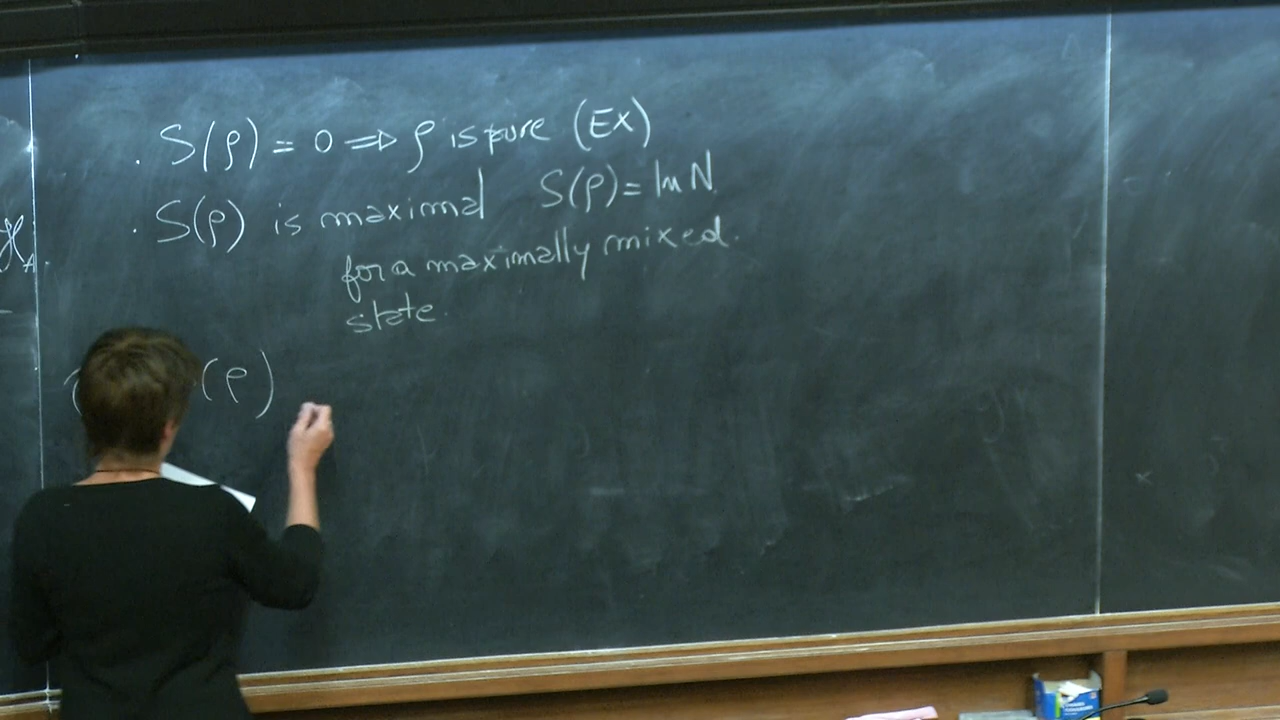 . S(ρ) = 0 ⇒ ρ is pure (Ex)
. S(ρ) is maximal S(ρ) = ln N
for a maximally mixed.
state.
(ρ)